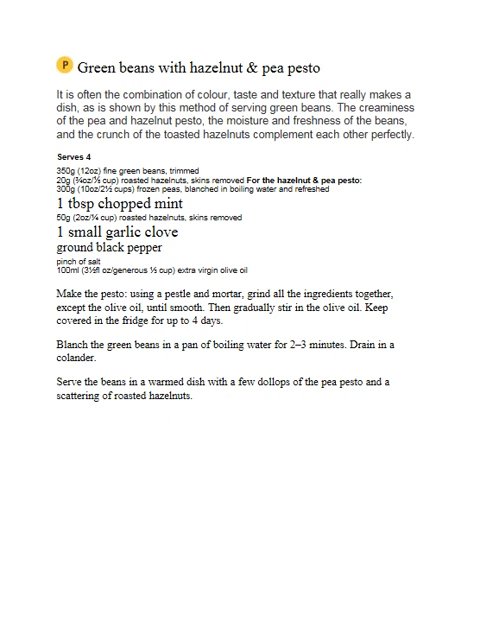 P Green beans with hazelnut & pea pesto
It is often the combination of colour, taste and texture that really makes a
dish, as is shown by this method of serving green beans. The creaminess
of the pea and hazelnut pesto, the moisture and freshness of the beans,
and the crunch of the toasted hazelnuts complement each other perfectly.
Serves 4
350g (12oz) fine green beans, trimmed
20g (¾oz/⅛ cup) roasted hazelnuts, skins removed For the hazelnut & pea pesto:
300g (10oz/2½ cups) frozen peas, blanched in boiling water and refreshed
1 tbsp chopped mint
50g (2oz/¼ cup) roasted hazelnuts, skins removed
1 small garlic clove
ground black pepper
pinch of salt
100ml (3½fl oz/generous ½ cup) extra virgin olive oil
Make the pesto: using a pestle and mortar, grind all the ingredients together,
except the olive oil, until smooth. Then gradually stir in the olive oil. Keep
covered in the fridge for up to 4 days.
Blanch the green beans in a pan of boiling water for 2–3 minutes. Drain in a
colander.
Serve the beans in a warmed dish with a few dollops of the pea pesto and a
scattering of roasted hazelnuts.